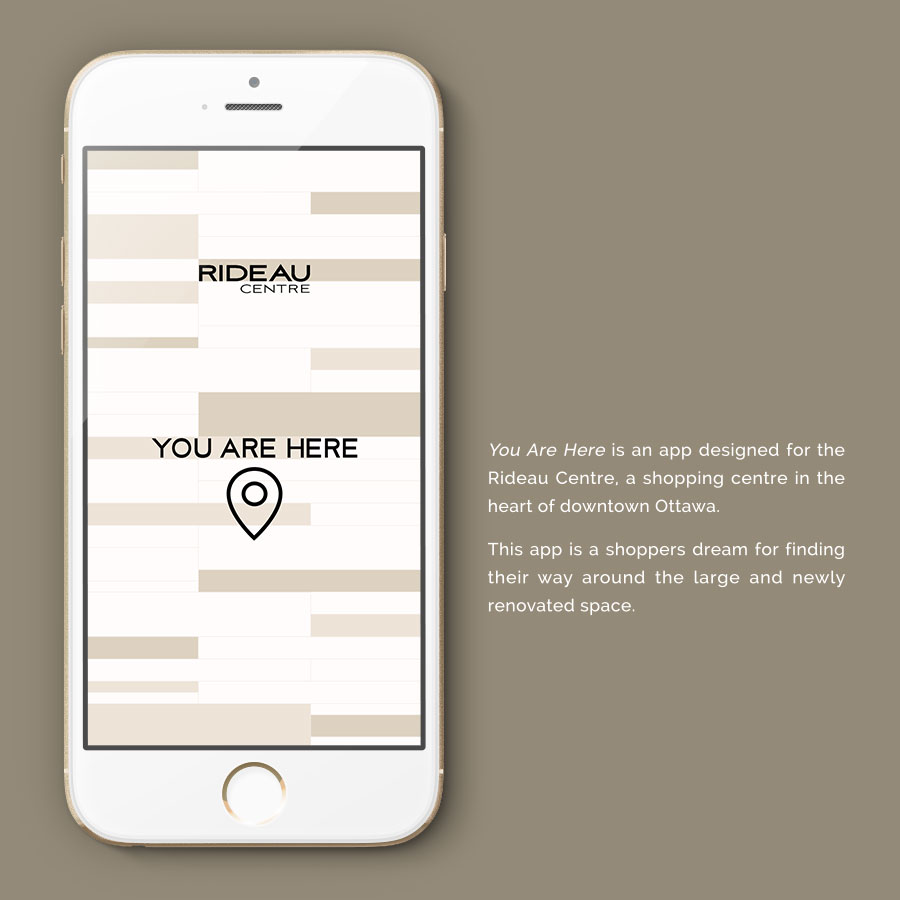 RIDEAU
CENTRE
YOU ARE HERE
You Are Here is an app designed for the
Rideau Centre, a shopping centre in the
heart of downtown Ottawa.
This app is a shoppers dream for finding
their way around the large and newly
renovated space.